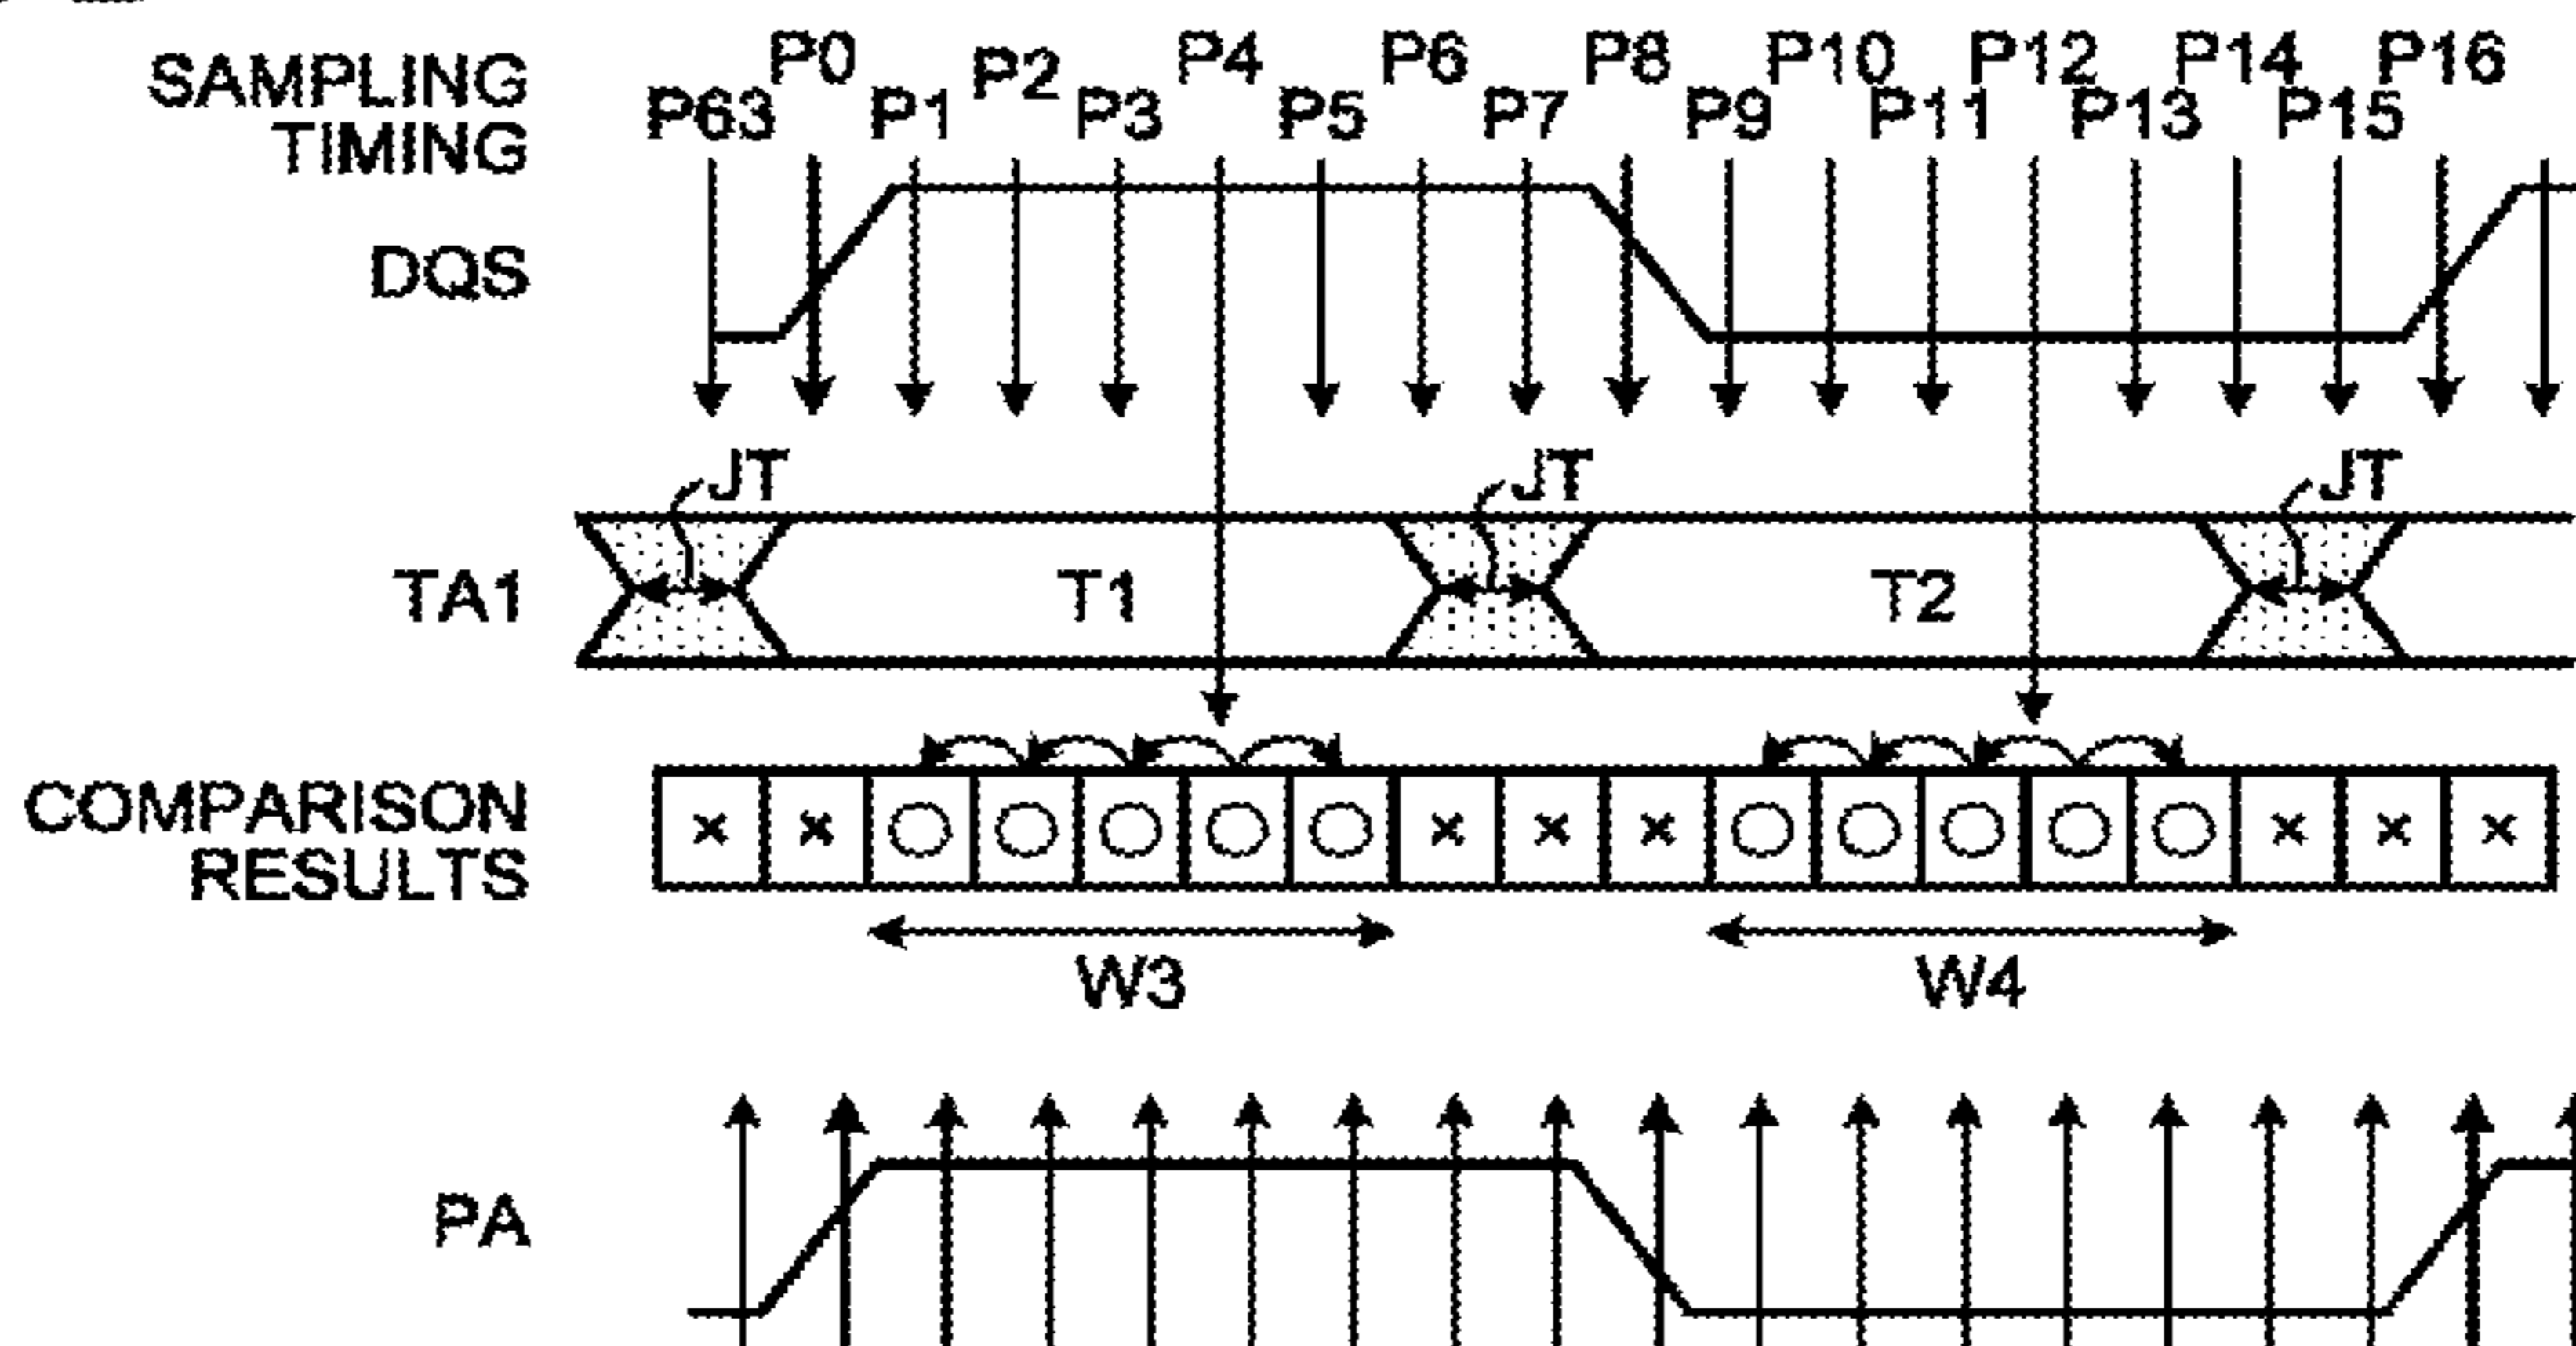 P0 P2 P4 P6 P8 P10 P12 P14 P16
SAMPLING
TIMING
P63 P1 P3 P5 P7 P9 P11 P13 P15
DQS
JT JT JT
TA1 T1 T2
COMPARISON
RESULTS
× × ○ ○ ○ ○ ○ × × × ○ ○ ○ ○ ○ × × ×
W3 W4
PA